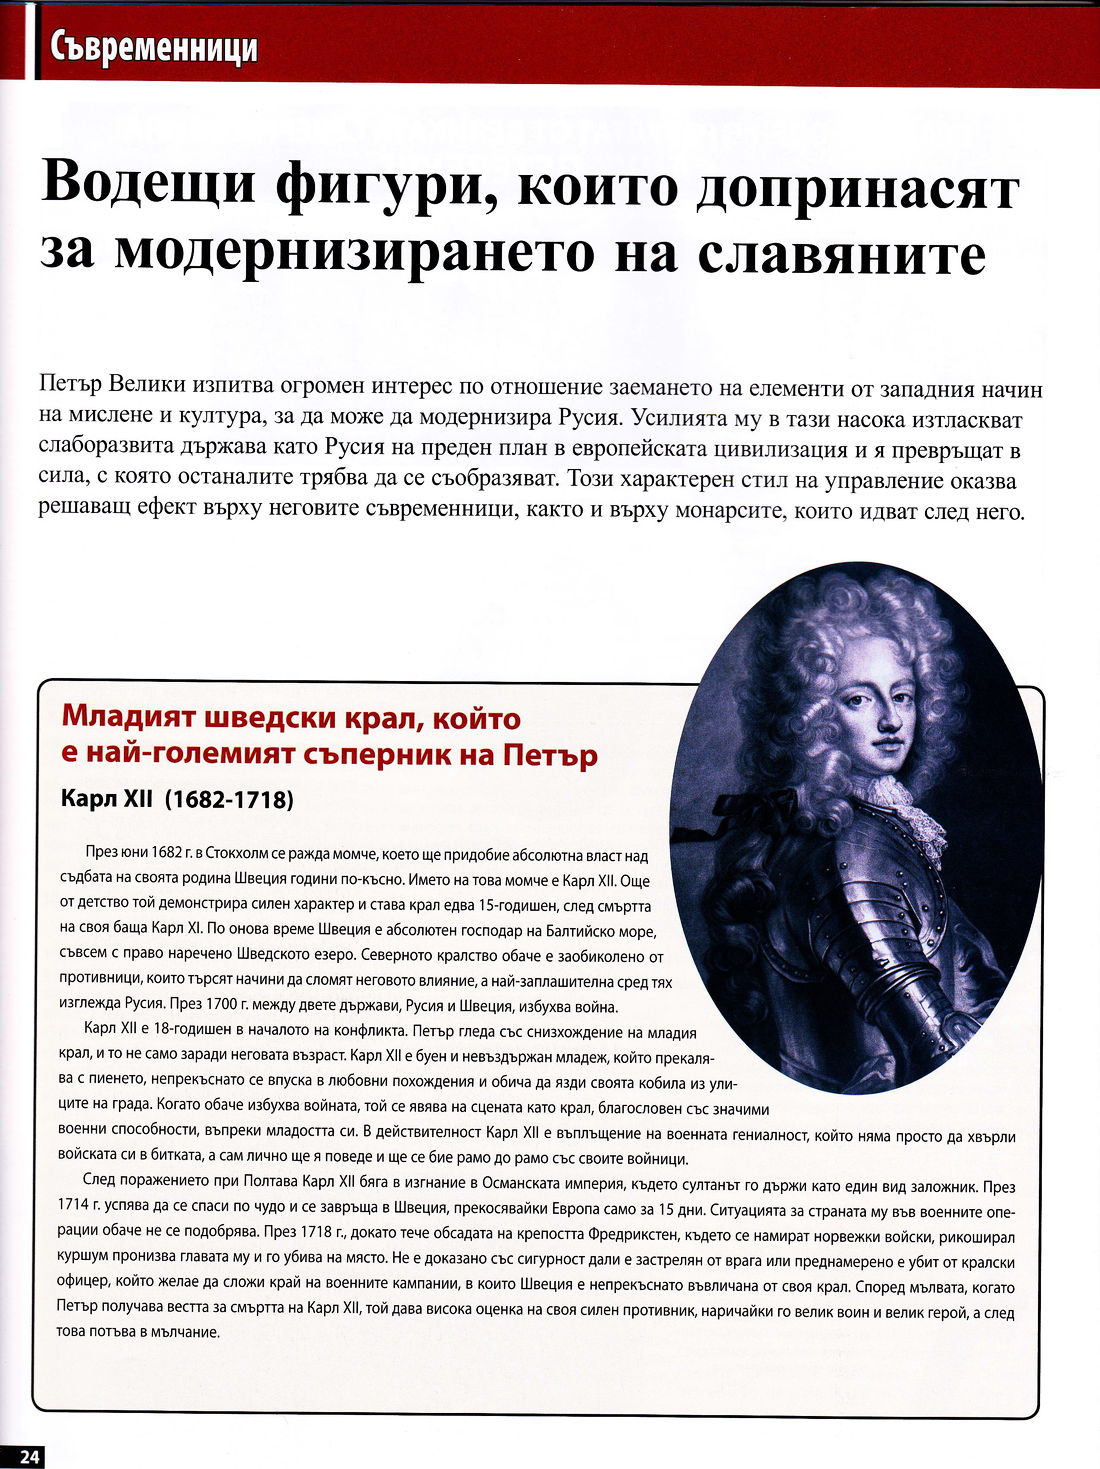 Съвременници
Водещи фигури, които допринасят
за модернизирането на славяните
Петър Велики изпитва огромен интерес по отношение заемането на елементи от западния начин
на мислене и култура, за да може да модернизира Русия. Усилията му в тази насока изтласкват
слаборазвита държава като Русия на преден план в европейската цивилизация и я превръщат в
сила, с която останалите трябва да се съобразяват. Този характерен стил на управление оказва
решаващ ефект върху неговите съвременници, както и върху монарсите, които идват след него.
Младият шведски крал, който
е най-големият съперник на Петър
Карл XII (1682-1718)
През юни 1682 г. в Стокхолм се ражда момче, което ще придобие абсолютна власт над
съдбата на своята родина Швеция години по-късно. Името на това момче е Карл XII. Още
от детство той демонстрира силен характер и става крал едва 15-годишен, след смъртта
на своя баща Карл XI. По онова време Швеция е абсолютен господар на Балтийско море,
съвсем с право наречено Шведското езеро. Северното кралство обаче е заобиколено от
противници, които търсят начини да сломят неговото влияние, а най-заплашителна сред тях
изглежда Русия. През 1700 г. между двете държави, Русия и Швеция, избухва война.
Карл XII е 18-годишен в началото на конфликта. Петър гледа със снизхождение на младия
крал, и то не само заради неговата възраст. Карл XII е буен и невъздържан младеж, който прекаля-
ва с пиенето, непрекъснато се впуска в любовни похождения и обича да язди своята кобила из ули-
ците на града. Когато обаче избухва войната, той се явява на сцената като крал, благословен със значими
военни способности, въпреки младостта си. В действителност Карл XII е въплъщение на военната гениалност, който няма просто да хвърли
войската си в битката, а сам лично ще я поведе и ще се бие рамо до рамо със своите войници.
След поражението при Полтава Карл XII бяга в изгнание в Османската империя, където султанът го държи като един вид заложник. През
1714 г. успява да се спаси по чудо и се завръща в Швеция, прекосявайки Европа само за 15 дни. Ситуацията за страната му във военните опе-
рации обаче не се подобрява. През 1718 г., докато тече обсадата на крепостта Фредрикстен, където се намират норвежки войски, рикоширал
куршум пронизва главата му и го убива на място. Не е доказано със сигурност дали е застрелян от врага или преднамерено е убит от кралски
офицер, който желае да сложи край на военните кампании, в които Швеция е непрекъснато въвличана от своя крал. Според мълвата, когато
Петър получава вестта за смъртта на Карл XII, той дава висока оценка на своя силен противник, наричайки го велик воин и велик герой, а след
това потъва в мълчание.
24